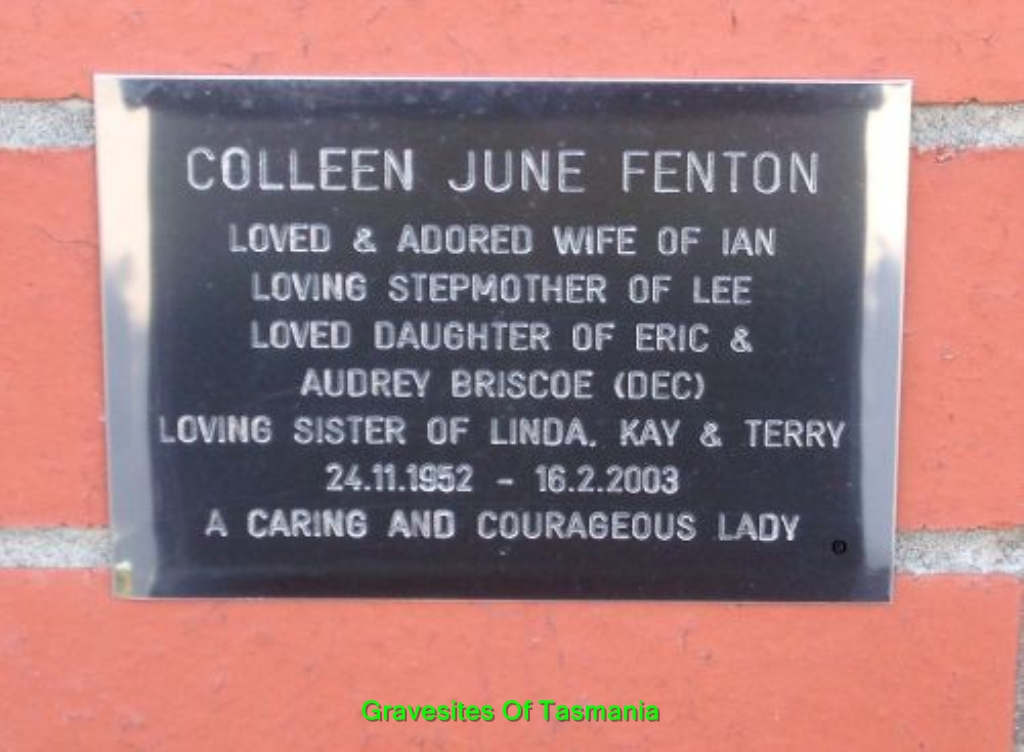 COLLEEN JUNE FENTON
LOVED & ADORED WIFE OF IAN
LOVING STEPMOTHER OF LEE
LOVED DAUGHTER OF ERIC &
AUDREY BRISCOE (DEC)
LOVING SISTER OF LINDA, KAY & TERRY
24.11.1952 - 16.2.2003
A CARING AND COURAGEOUS LADY
Gravesites Of Tasmania